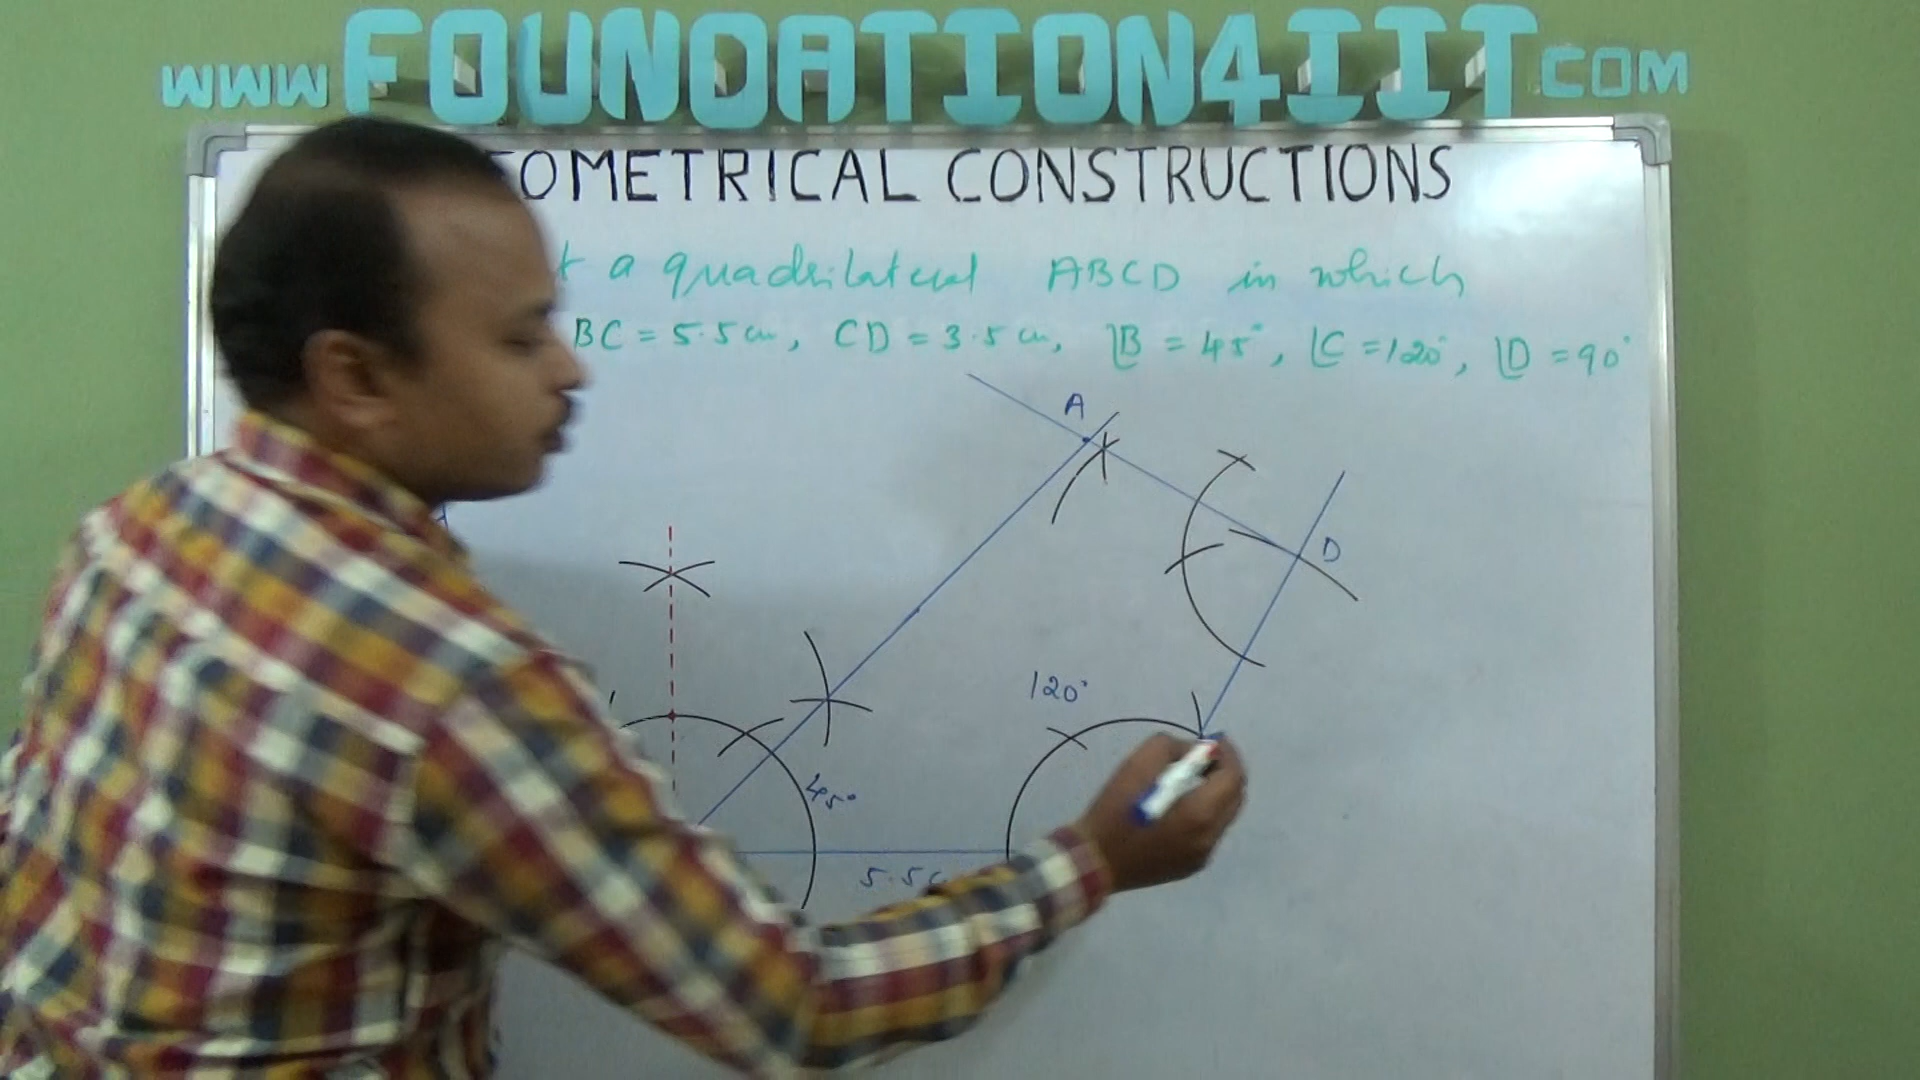 WWW FOUNDATION4IIT.COM
OMETRICAL CONSTRUCTIONS
t a quadrilateral ABCD in which
BC = 5.5 cm, CD = 3.5 cm, ∠B = 45°, ∠C = 120°, ∠D = 90°
A
D
120°
45°
5.5c